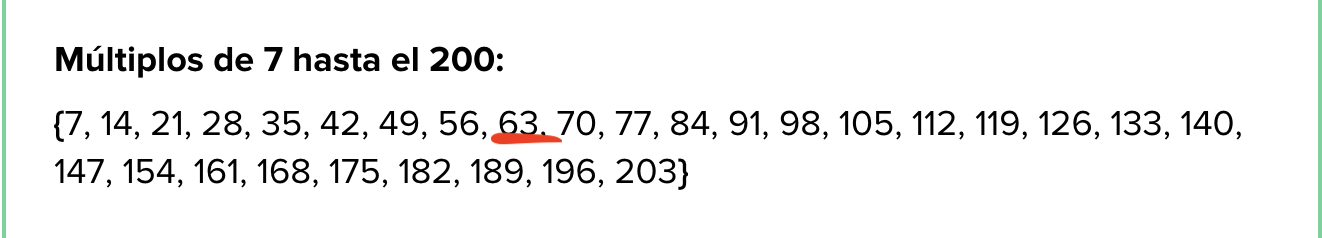 Múltiplos de 7 hasta el 200:
{7, 14, 21, 28, 35, 42, 49, 56, 63, 70, 77, 84, 91, 98, 105, 112, 119, 126, 133, 140,
147, 154, 161, 168, 175, 182, 189, 196, 203}